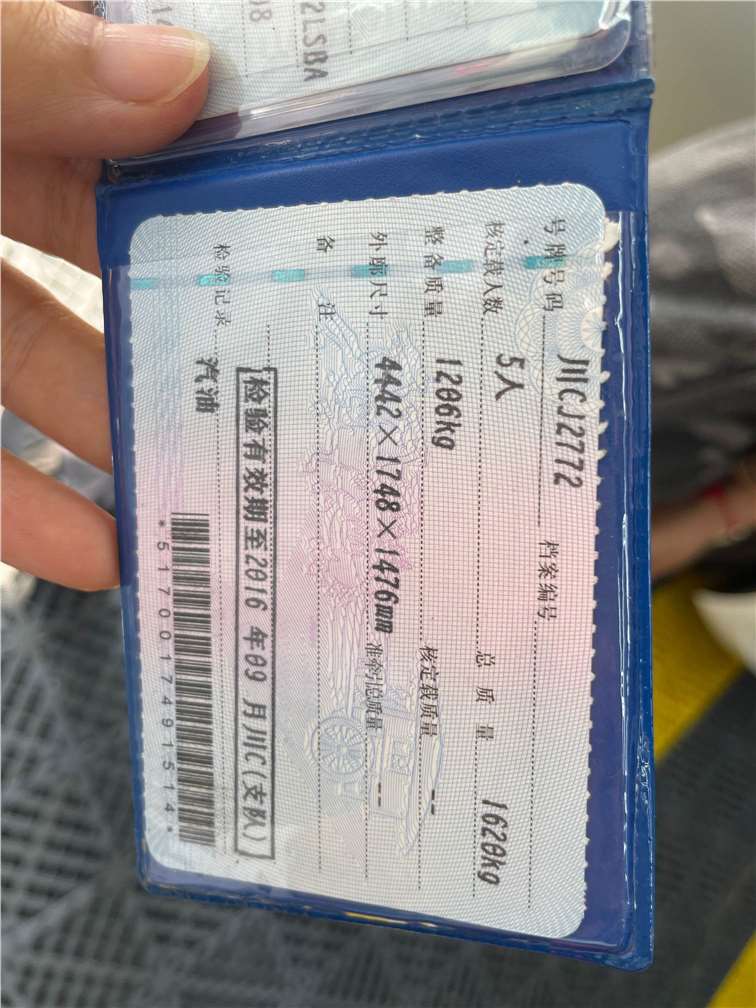 2LSBA
号牌号码 川CJ2772 档案编号
核定载人数 5人 总质量 1620kg
整备质量 1206kg 核定载质量 --
外廓尺寸 4442×1748×1476mm 准牵引总质量 --
备注
检验有效期至2016年09月川C(支队)
检验记录 汽油
*5170017491514*